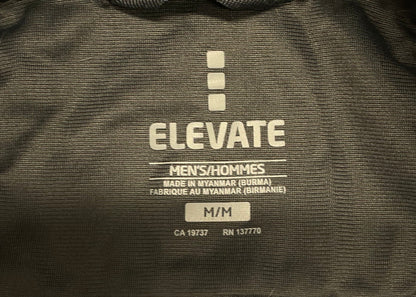 ELEVATE
MEN'S/HOMMES
MADE IN MYANMAR (BURMA)
FABRIQUE AU MYANMAR (BIRMANIE)
M/M
CA 19737 RN 137770